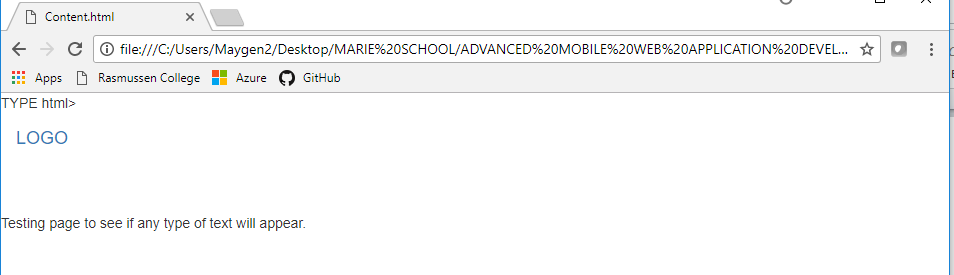 Content.html
file:///C:/Users/Maygen2/Desktop/MARIE%20SCHOOL/ADVANCED%20MOBILE%20WEB%20APPLICATION%20DEVEL...
Apps Rasmussen College Azure GitHub
TYPE html>
LOGO
Testing page to see if any type of text will appear.